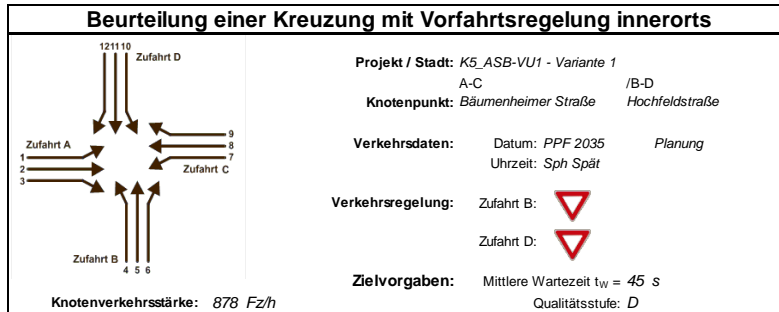 Beurteilung einer Kreuzung mit Vorfahrtsregelung innerorts
12 11 10
Zufahrt D
Zufahrt A
1
2
3
9
8
7
Zufahrt C
Zufahrt B
4 5 6
Knotenverkehrsstärke: 878 Fz/h
Projekt / Stadt: K5_ASB-VU1 - Variante 1
A-C /B-D
Knotenpunkt: Bäumenheimer Straße Hochfeldstraße
Verkehrsdaten: Datum: PPF 2035 Planung
Uhrzeit: Sph Spät
Verkehrsregelung: Zufahrt B:
Zufahrt D:
Zielvorgaben: Mittlere Wartezeit tW = 45 s
Qualitätsstufe: D